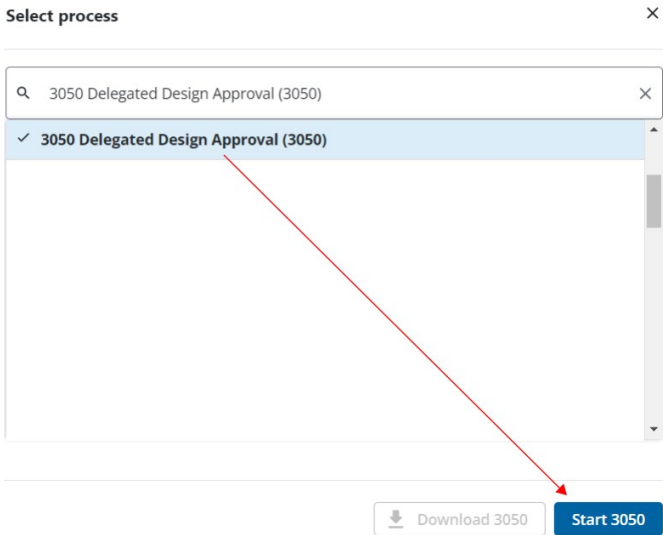 Select process
3050 Delegated Design Approval (3050)
3050 Delegated Design Approval (3050)
Download 3050
Start 3050